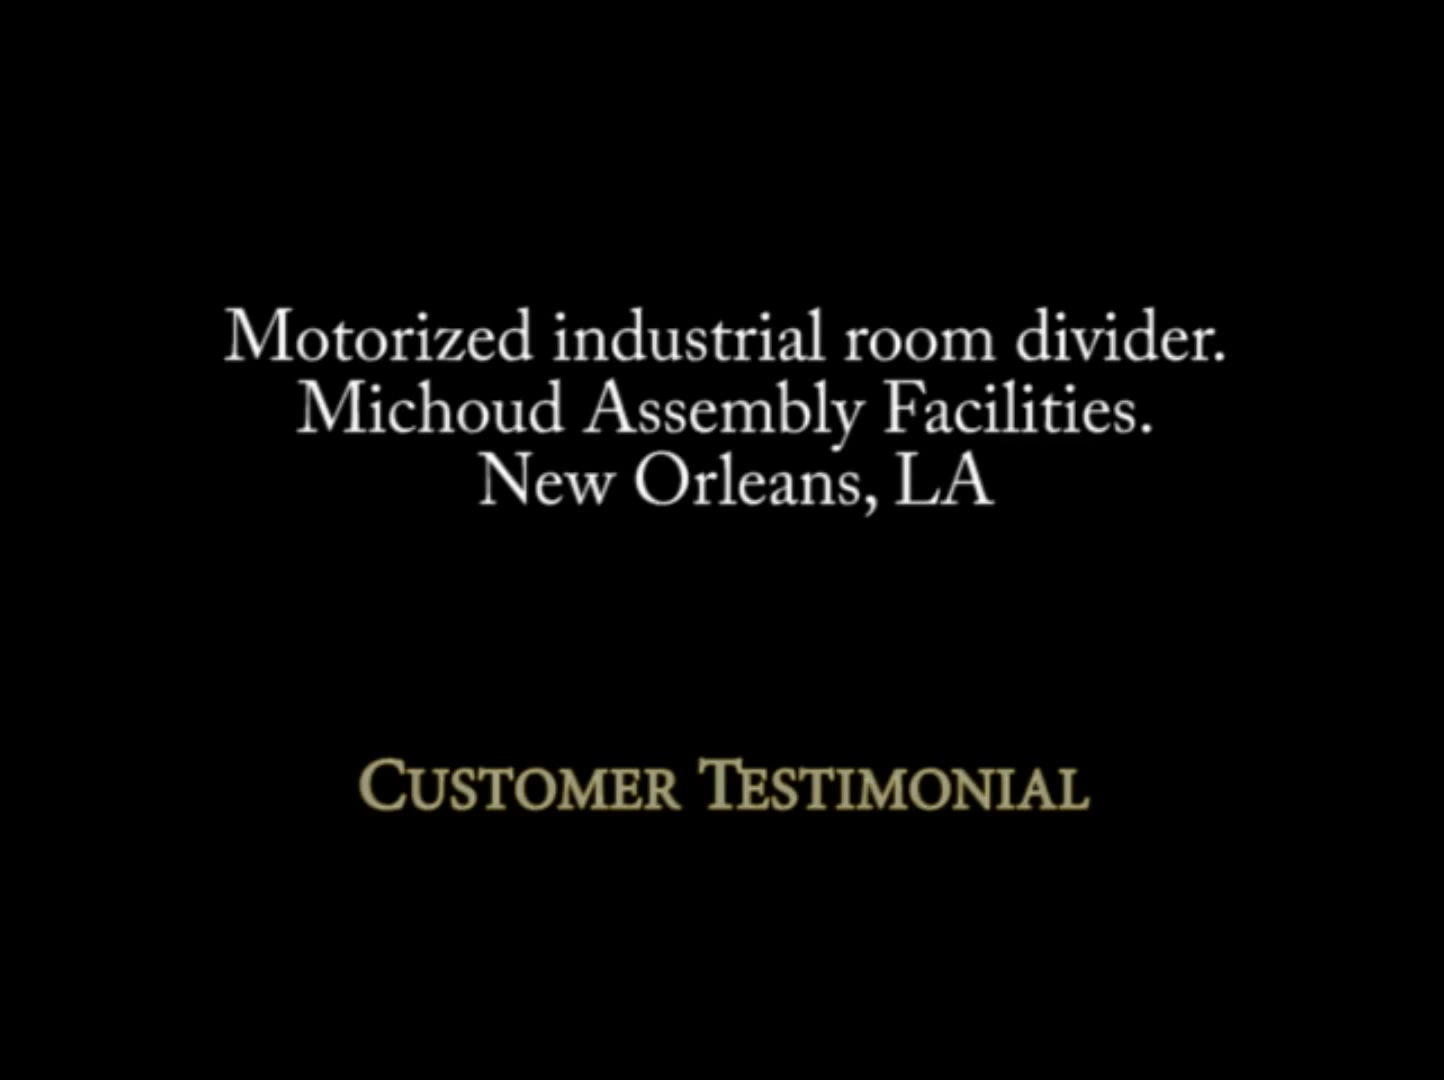 Motorized industrial room divider.
Michoud Assembly Facilities.
New Orleans, LA
CUSTOMER TESTIMONIAL